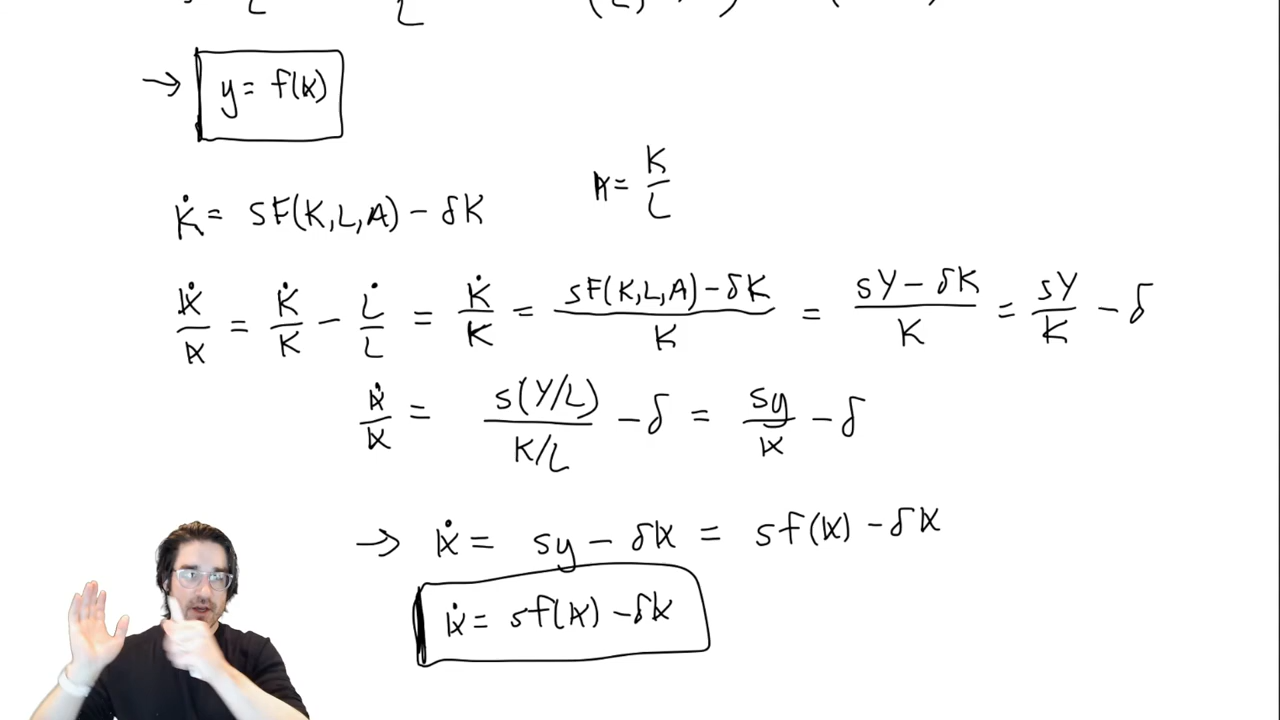 → y = f(k)
k = K/L
K̇ = sF(K,L,A) − δK
k̇/k = K̇/K − L̇/L = K̇/K = (sF(K,L,A) − δK)/K = (sY − δK)/K = sY/K − δ
k̇/k = s(Y/L)/(K/L) − δ = sy/k − δ
→ k̇ = sy − δk = sf(k) − δk
k̇ = sf(k) − δk